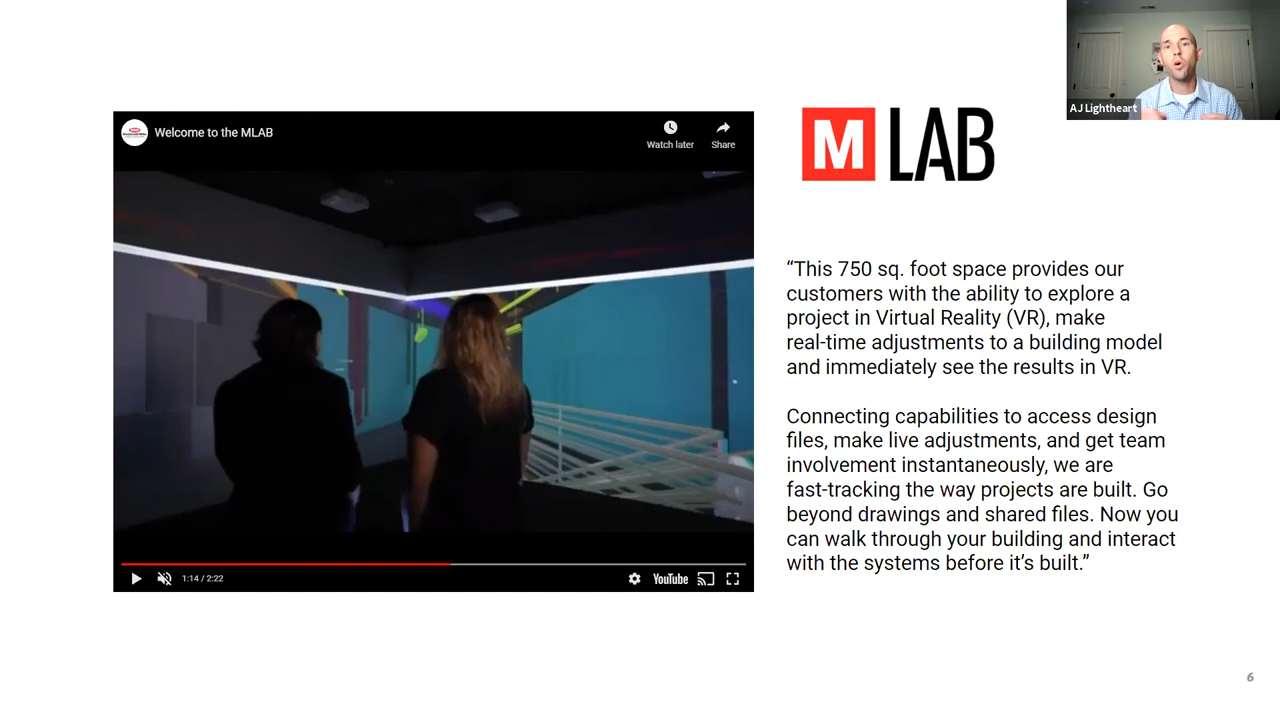 AJ Lightheart
Welcome to the MLAB
Watch later
Share
M LAB
“This 750 sq. foot space provides our
customers with the ability to explore a
project in Virtual Reality (VR), make
real-time adjustments to a building model
and immediately see the results in VR.
Connecting capabilities to access design
files, make live adjustments, and get team
involvement instantaneously, we are
fast-tracking the way projects are built. Go
beyond drawings and shared files. Now you
can walk through your building and interact
with the systems before it’s built.”
1:14 / 2:22
YouTube
6